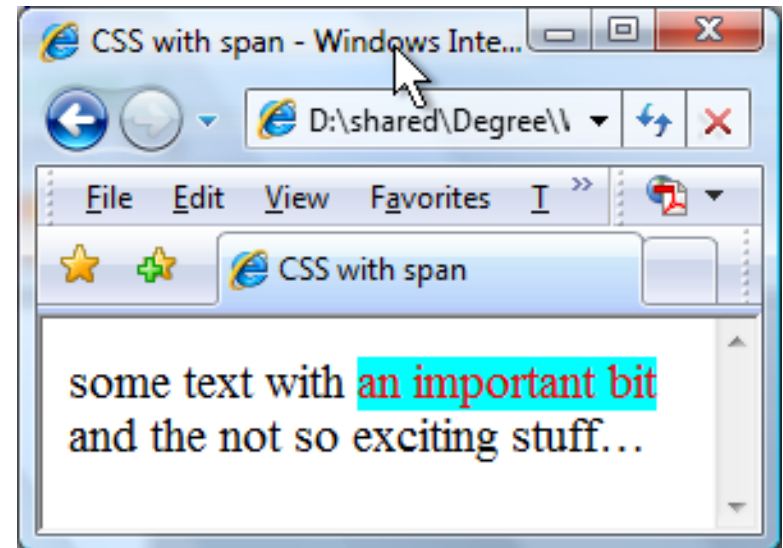 CSS with span - Windows Inte...
D:\shared\Degree\\
File Edit View Favorites T »
CSS with span
some text with an important bit
and the not so exciting stuff…